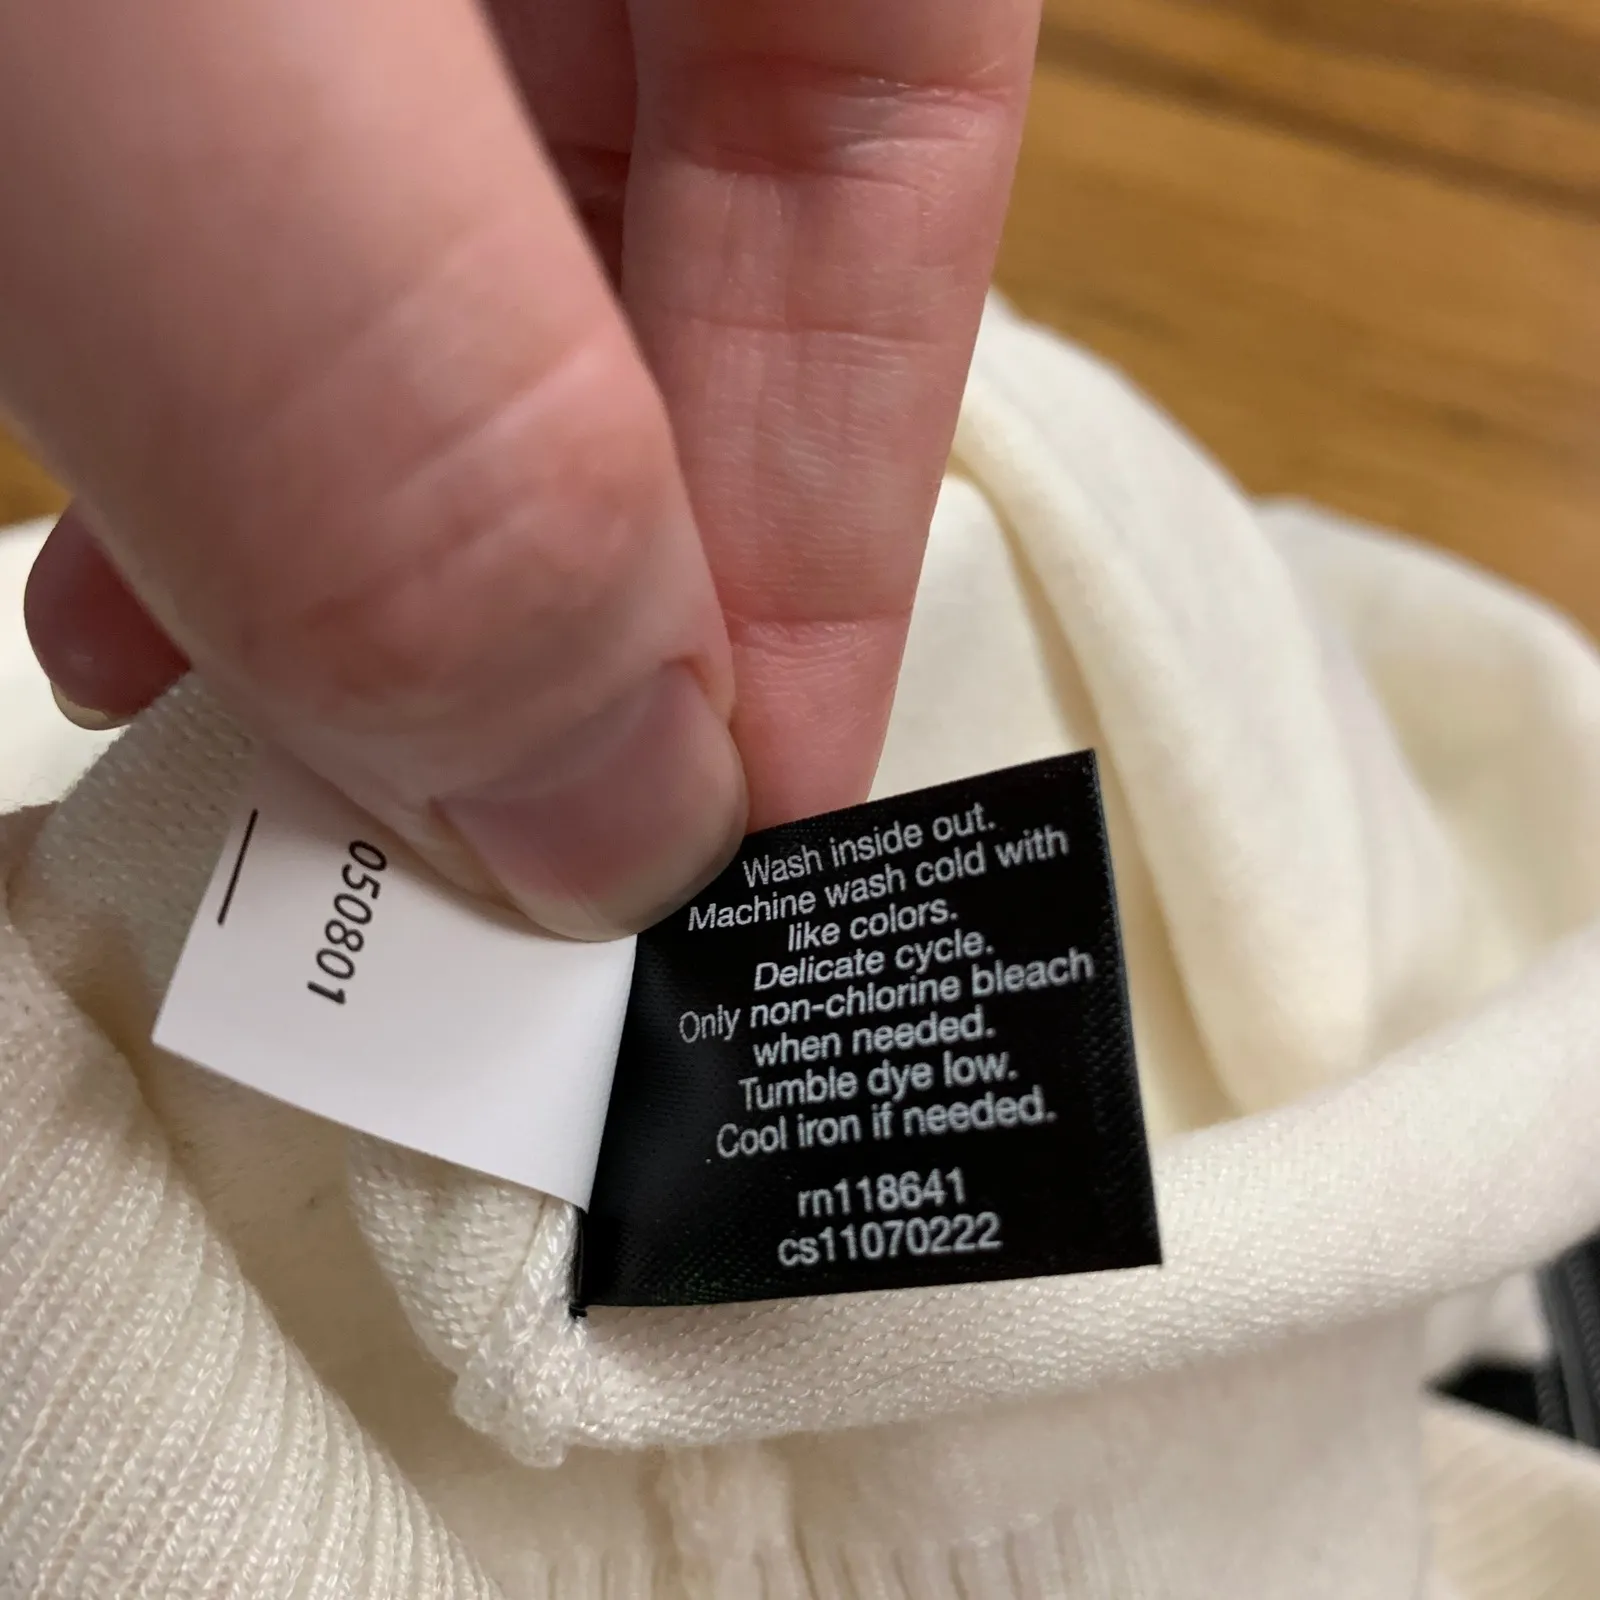 050801
Wash inside out.
Machine wash cold with
like colors.
Delicate cycle.
Only non-chlorine bleach
when needed.
Tumble dye low.
Cool iron if needed.
rn118641
cs11070222